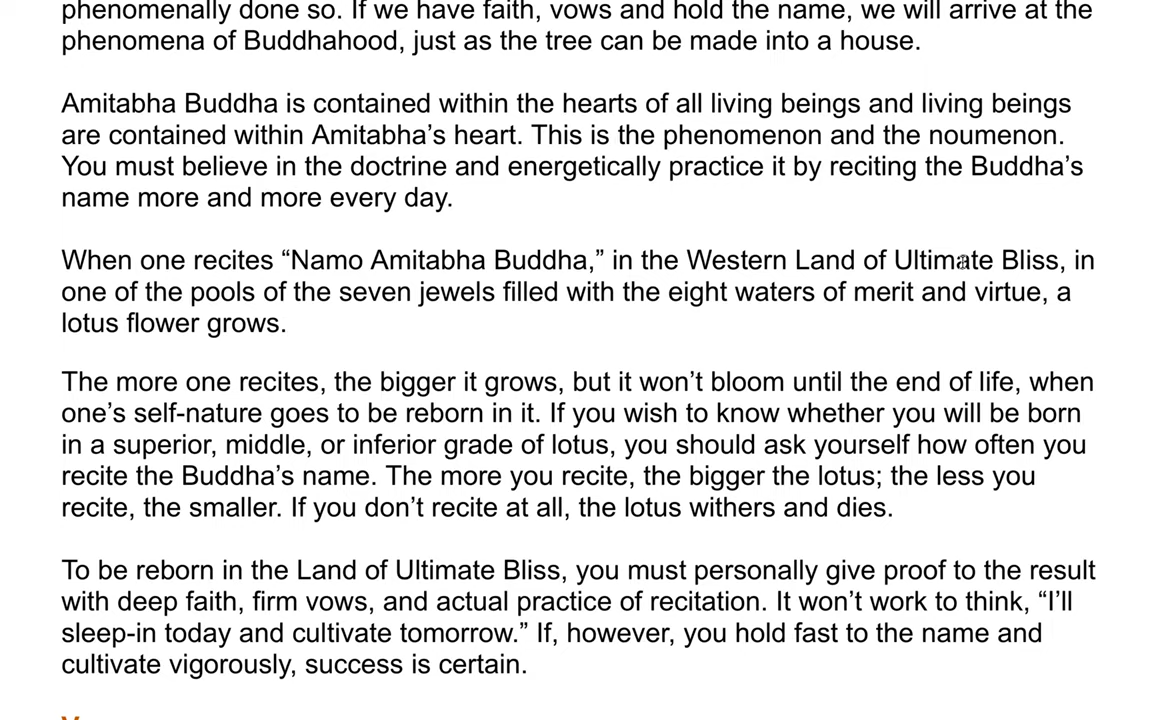 phenomenally done so. If we have faith, vows and hold the name, we will arrive at the
phenomena of Buddhahood, just as the tree can be made into a house.
Amitabha Buddha is contained within the hearts of all living beings and living beings
are contained within Amitabha’s heart. This is the phenomenon and the noumenon.
You must believe in the doctrine and energetically practice it by reciting the Buddha’s
name more and more every day.
When one recites “Namo Amitabha Buddha,” in the Western Land of Ultimate Bliss, in
one of the pools of the seven jewels filled with the eight waters of merit and virtue, a
lotus flower grows.
The more one recites, the bigger it grows, but it won’t bloom until the end of life, when
one’s self-nature goes to be reborn in it. If you wish to know whether you will be born
in a superior, middle, or inferior grade of lotus, you should ask yourself how often you
recite the Buddha’s name. The more you recite, the bigger the lotus; the less you
recite, the smaller. If you don’t recite at all, the lotus withers and dies.
To be reborn in the Land of Ultimate Bliss, you must personally give proof to the result
with deep faith, firm vows, and actual practice of recitation. It won’t work to think, “I’ll
sleep-in today and cultivate tomorrow.” If, however, you hold fast to the name and
cultivate vigorously, success is certain.